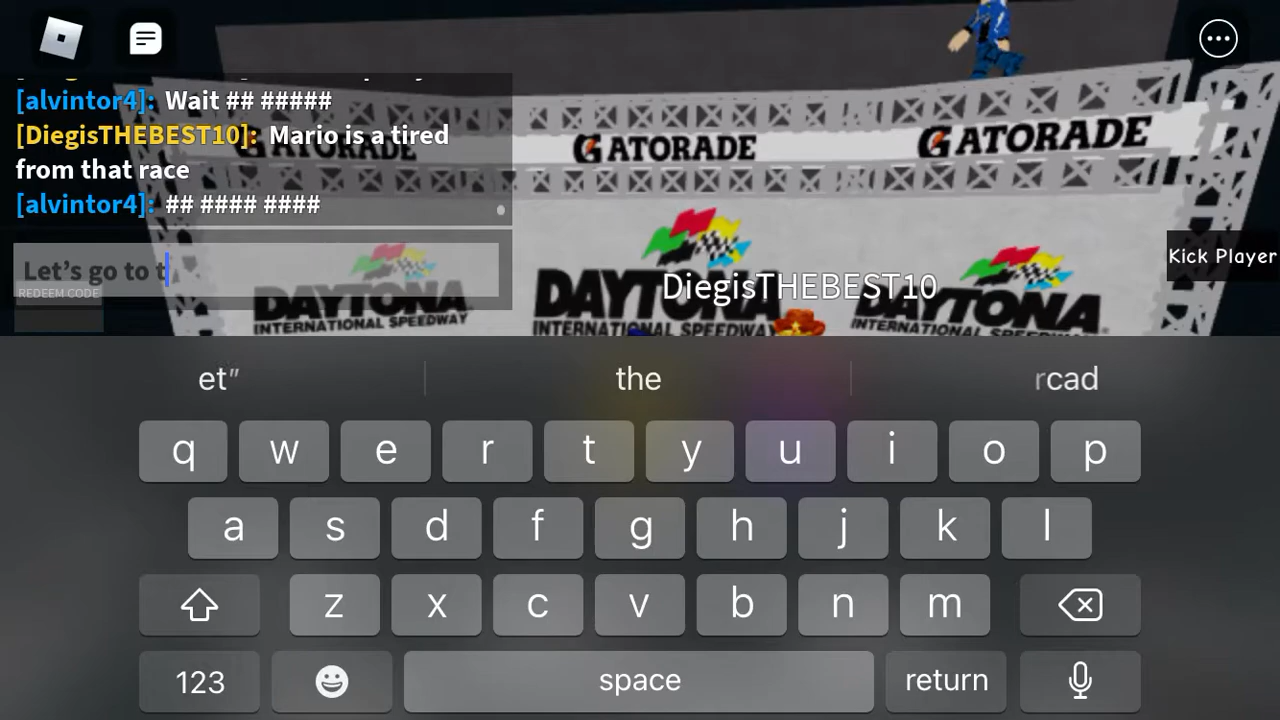 [alvintor4]: Wait ## #####
[DiegisTHEBEST10]: Mario is a tired
from that race
[alvintor4]: ## #### ####
Let’s go to t
REDEEM CODE
GATORADE
GATORADE
GATORADE
DAYTONA
INTERNATIONAL SPEEDWAY
DAYTONA
INTERNATIONAL SPEEDWAY
DAYTONA
INTERNATIONAL SPEEDWAY
DiegisTHEBEST10
Kick Player
et” the rcad
q w e r t y u i o p
a s d f g h j k l
z x c v b n m
123 space return